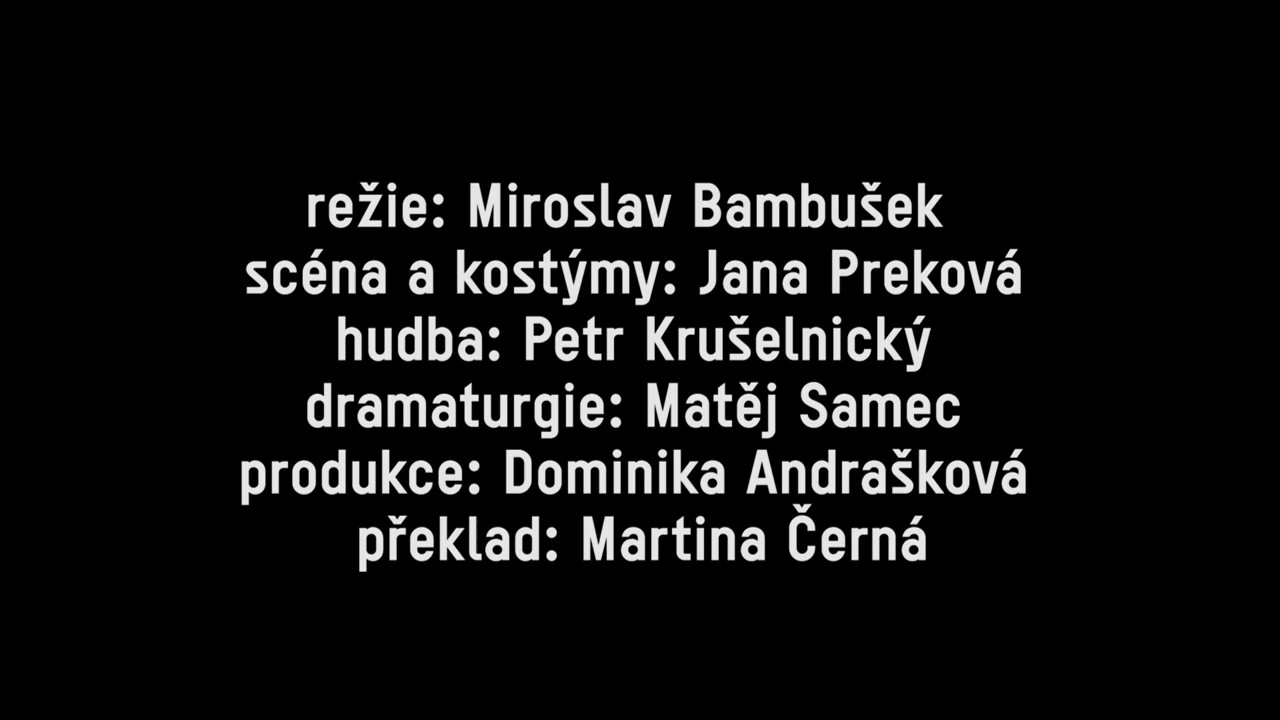 režie: Miroslav Bambušek
scéna a kostýmy: Jana Preková
hudba: Petr Krušelnický
dramaturgie: Matěj Samec
produkce: Dominika Andrašková
překlad: Martina Černá